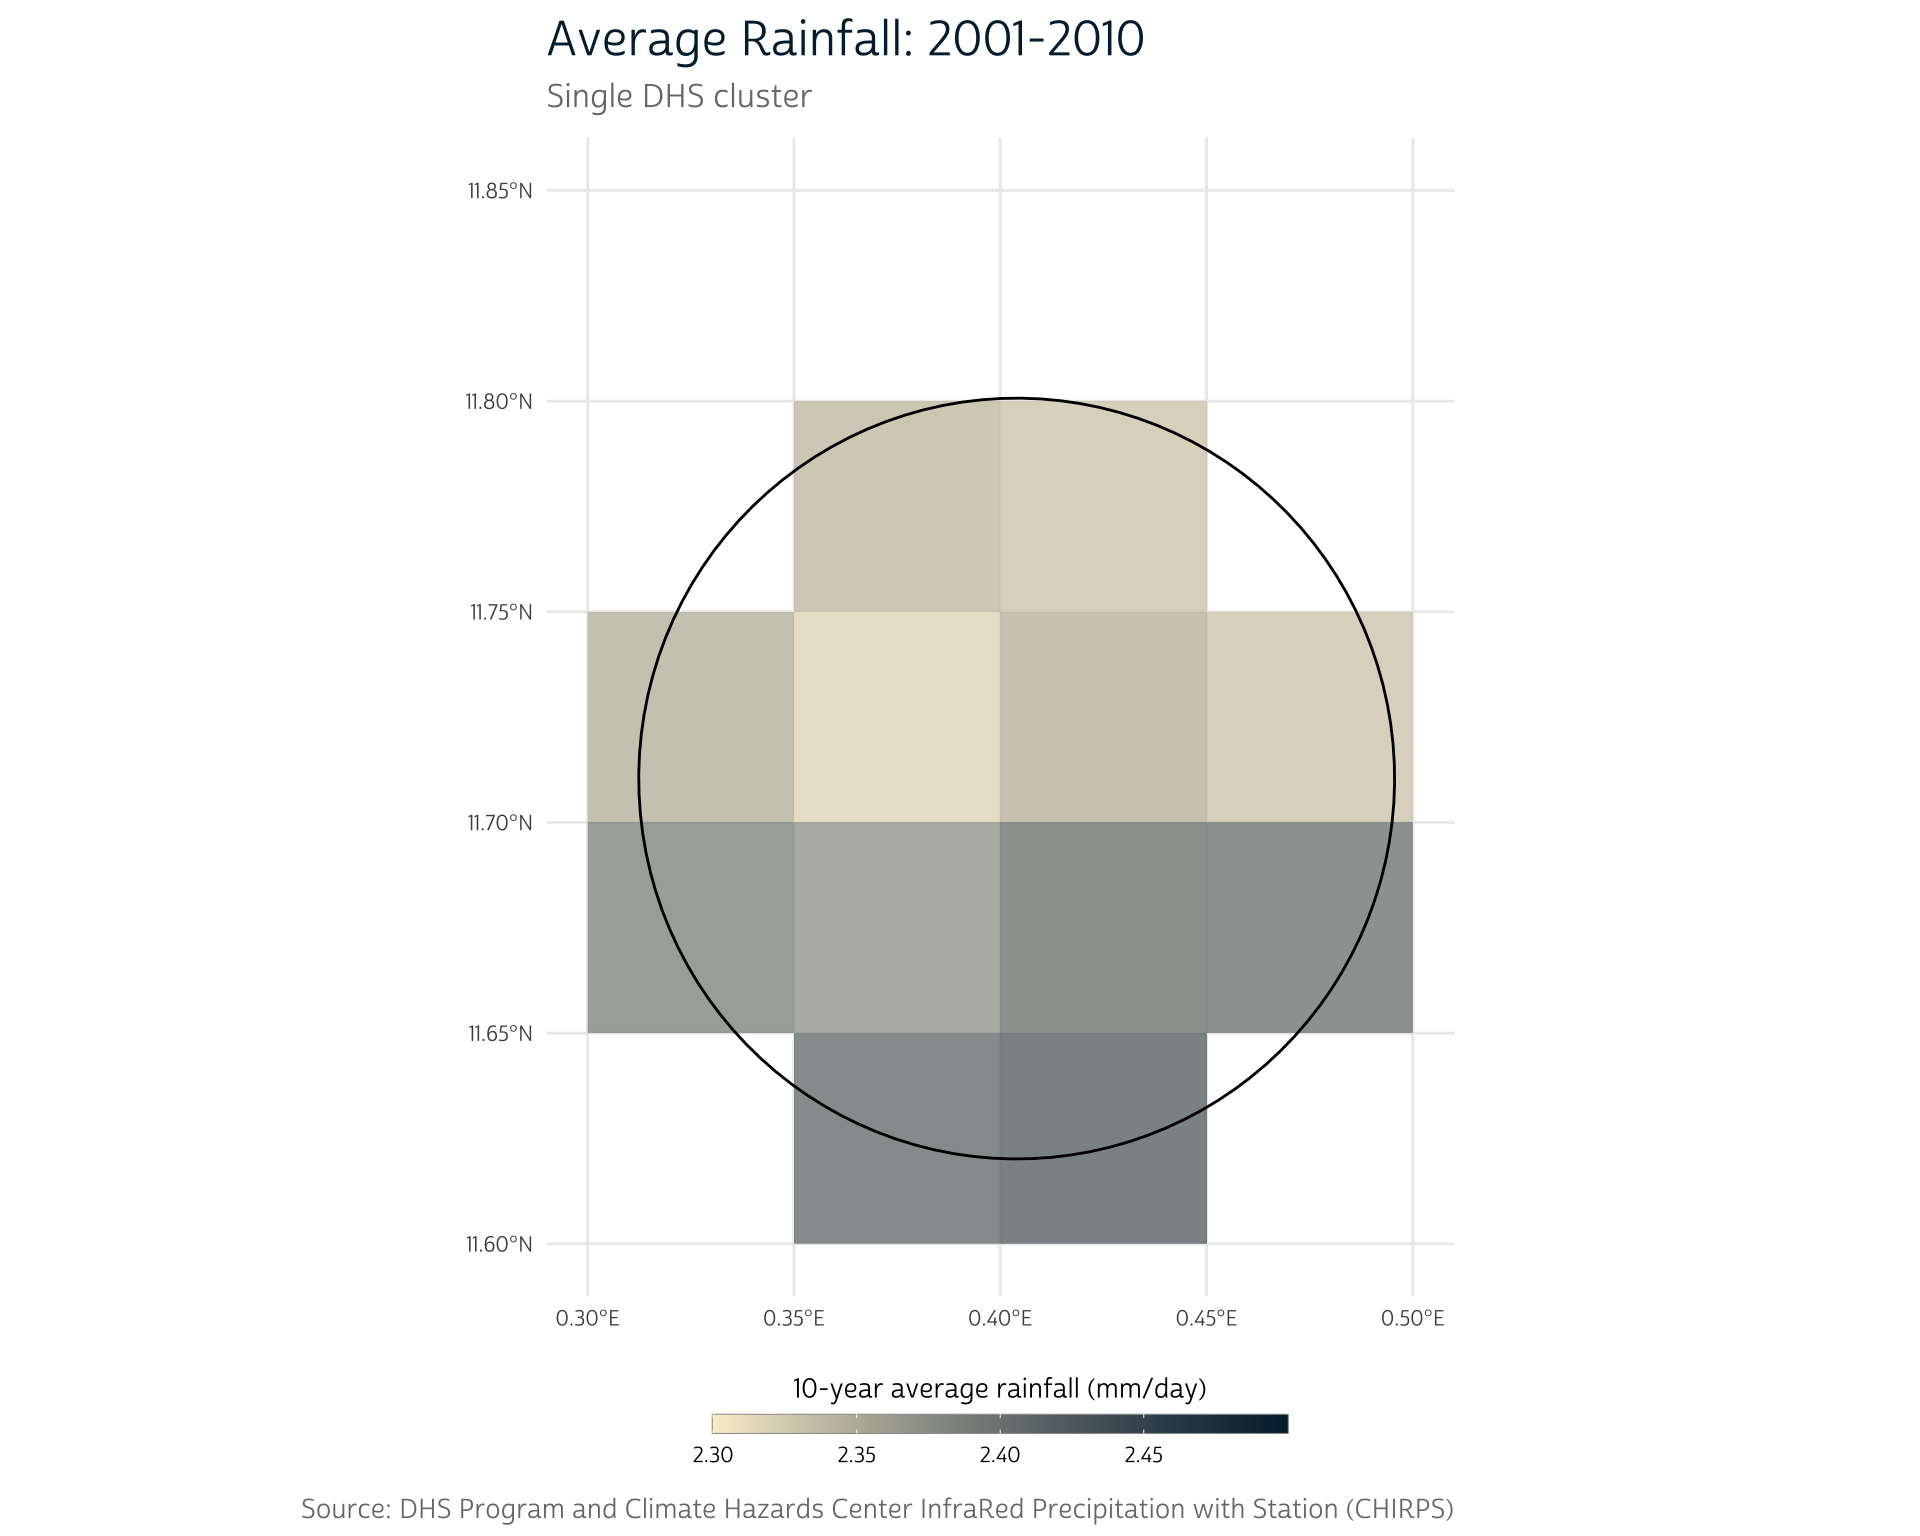 Average Rainfall: 2001-2010
Single DHS cluster
11.85°N
11.80°N
11.75°N
11.70°N
11.65°N
11.60°N
0.30°E 0.35°E 0.40°E 0.45°E 0.50°E
10-year average rainfall (mm/day)
2.30 2.35 2.40 2.45
Source: DHS Program and Climate Hazards Center InfraRed Precipitation with Station (CHIRPS)